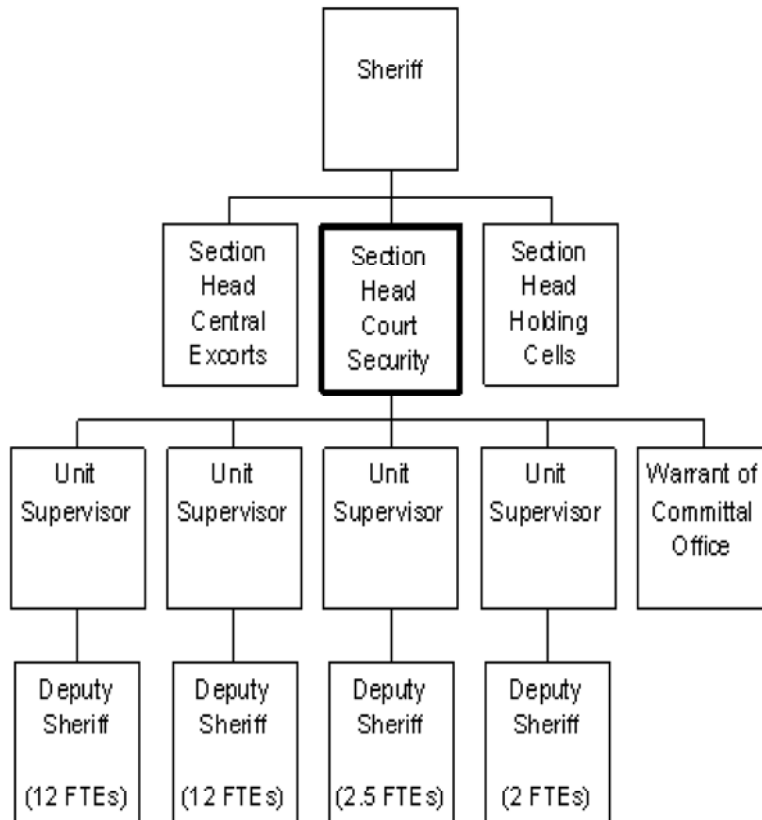 Sheriff
Section
Head
Central
Excorts
Section
Head
Court
Security
Section
Head
Holding
Cells
Unit
Supervisor
Unit
Supervisor
Unit
Supervisor
Unit
Supervisor
Warrant of
Committal
Office
Deputy
Sheriff
(12 FTEs)
Deputy
Sheriff
(12 FTEs)
Deputy
Sheriff
(2.5 FTEs)
Deputy
Sheriff
(2 FTEs)